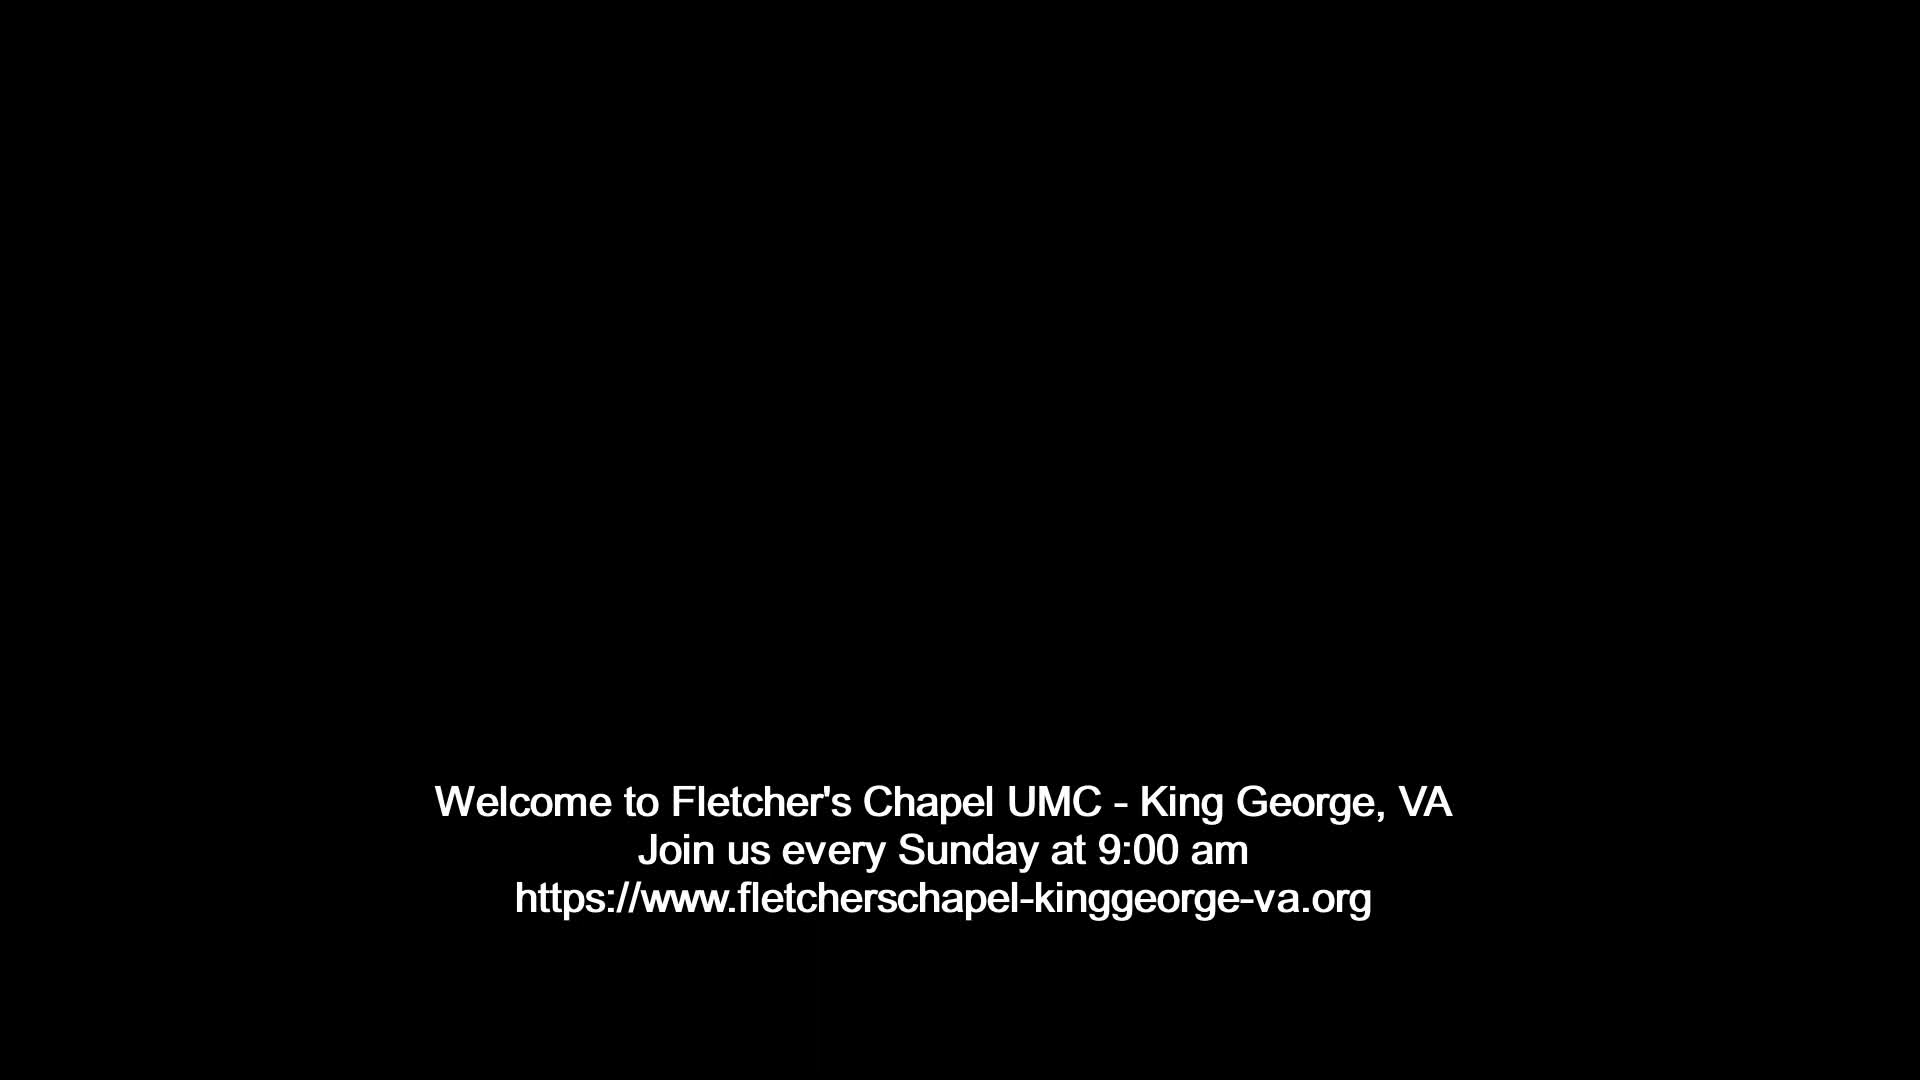 Welcome to Fletcher's Chapel UMC - King George, VA
Join us every Sunday at 9:00 am
https://www.fletcherschapel-kinggeorge-va.org